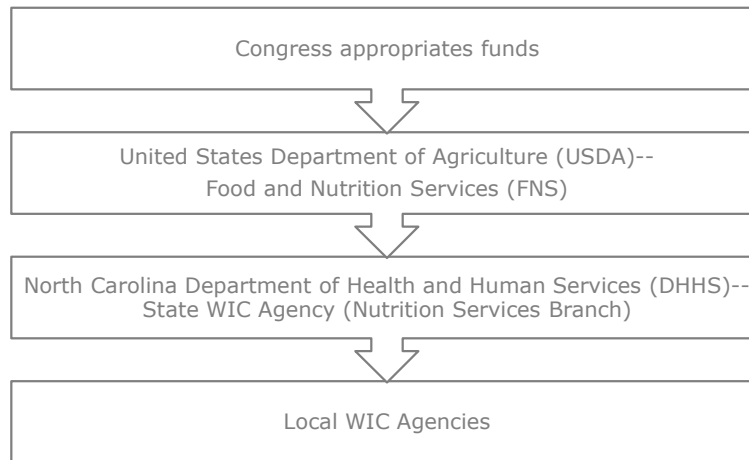 Congress appropriates funds
United States Department of Agriculture (USDA)--
Food and Nutrition Services (FNS)
North Carolina Department of Health and Human Services (DHHS)--
State WIC Agency (Nutrition Services Branch)
Local WIC Agencies